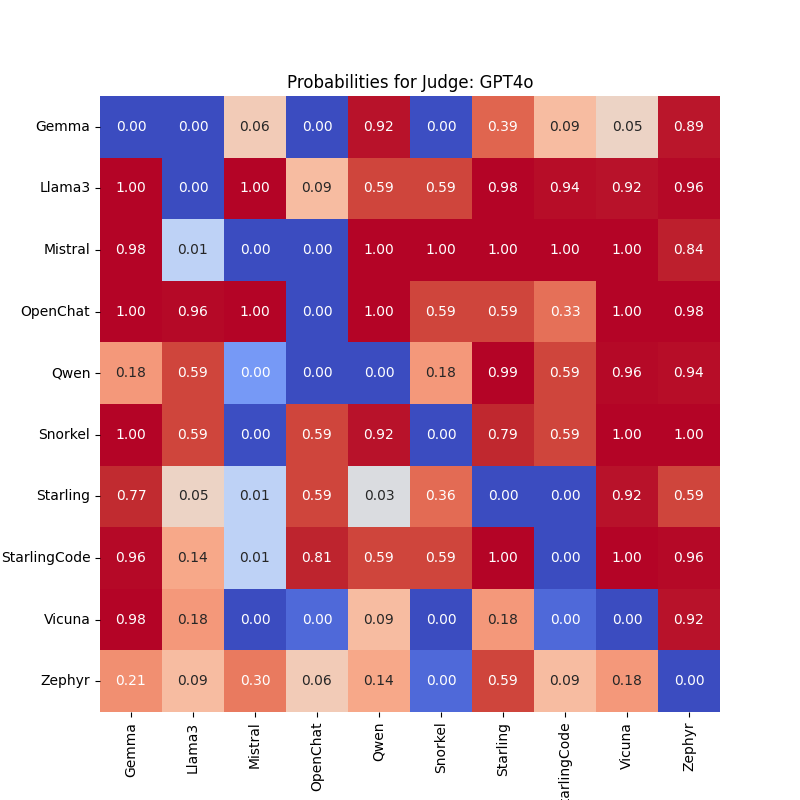 Probabilities for Judge: GPT4o
Gemma 0.00 0.00 0.06 0.00 0.92 0.00 0.39 0.09 0.05 0.89
Llama3 1.00 0.00 1.00 0.09 0.59 0.59 0.98 0.94 0.92 0.96
Mistral 0.98 0.01 0.00 0.00 1.00 1.00 1.00 1.00 1.00 0.84
OpenChat 1.00 0.96 1.00 0.00 1.00 0.59 0.59 0.33 1.00 0.98
Qwen 0.18 0.59 0.00 0.00 0.00 0.18 0.99 0.59 0.96 0.94
Snorkel 1.00 0.59 0.00 0.59 0.92 0.00 0.79 0.59 1.00 1.00
Starling 0.77 0.05 0.01 0.59 0.03 0.36 0.00 0.00 0.92 0.59
StarlingCode 0.96 0.14 0.01 0.81 0.59 0.59 1.00 0.00 1.00 0.96
Vicuna 0.98 0.18 0.00 0.00 0.09 0.00 0.18 0.00 0.00 0.92
Zephyr 0.21 0.09 0.30 0.06 0.14 0.00 0.59 0.09 0.18 0.00
Gemma Llama3 Mistral OpenChat Qwen Snorkel Starling arlingCode Vicuna Zephyr